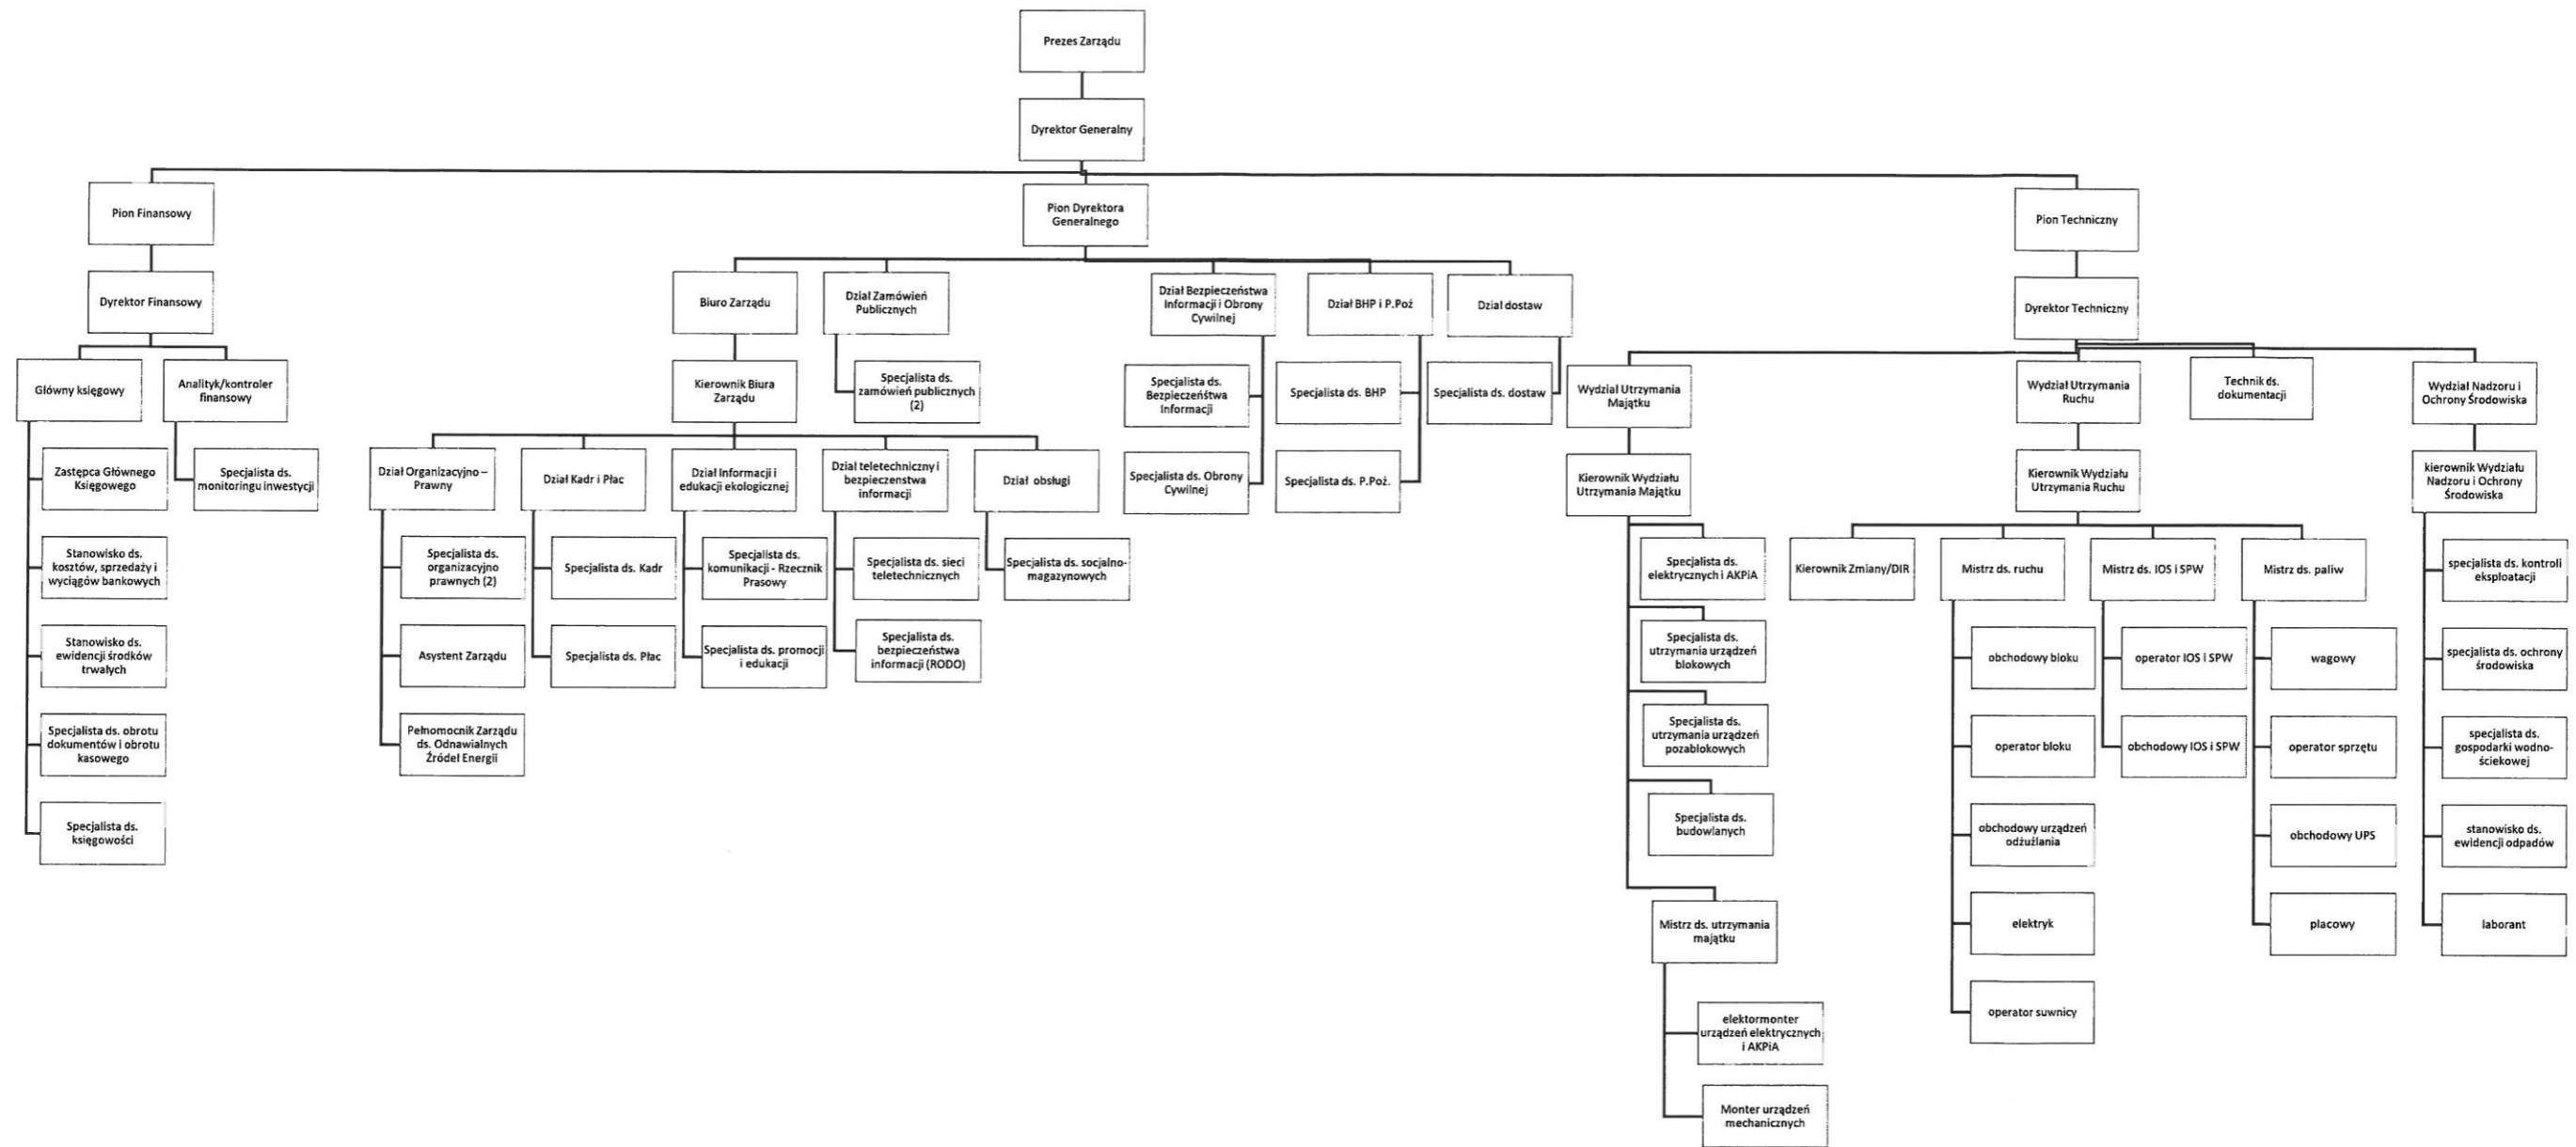 Prezes Zarządu
Dyrektor Generalny
Pion Finansowy
Pion Dyrektora
Generalnego
Pion Techniczny
Dyrektor Finansowy
Biuro Zarządu
Dzial Zamówień
Publicznych
Dział Bezpieczeństwa
Informacji i Obrony
Cywilnej
Dział BHP i P.Poż
Dzial dostaw
Dyrektor Techniczny
Główny księgowy
Analityk/kontroler
finansowy
Kierownik Biura
Zarządu
Specjalista ds.
zamówień publicznych
(2)
Specjalista ds.
Bezpieczeńśtwa
Informacji
Specjalista ds. BHP
Specjalista ds. dostaw
Wydzial Utrzymania
Majątku
Wydział Utrzymania
Ruchu
Technik ds.
dokumentacji
Wydział Nadzoru i
Ochrony Środowiska
Zastępca Głównego
Księgowego
Specjalista ds.
monitoringu inwestycji
Dział Organizacyjno –
Prawny
Dział Kadr i Płac
Dział Informacji i
edukacji ekologicznej
Dzial teletechniczny i
bezpieczenstwa
informacji
Dział obsługi
Specjalista ds. Obrony
Cywilnej
Specjalista ds. P.Poż.
Kierownik Wydziału
Utrzymania Majątku
Kierownik Wydziału
Utrzymania Ruchu
kierownik Wydziału
Nadzoru i Ochrony
Środowiska
Stanowisko ds.
kosztów, sprzedaży i
wyciągów bankowych
Specjalista ds.
organizacyjno
prawnych (2)
Specjalista ds. Kadr
Specjalista ds.
komunikacji - Rzecznik
Prasowy
Specjalista ds. sieci
teletechnicznych
Specjalista ds. socjalno-
magazynowych
Specjalista ds.
elektrycznych i AKPiA
Kierownik Zmiany/DIR
Mistrz ds. ruchu
Mistrz ds. IOS i SPW
Mistrz ds. paliw
specjalista ds. kontroli
eksploatacji
Stanowisko ds.
ewidencji środków
trwałych
Asystent Zarządu
Specjalista ds. Płac
Specjalista ds. promocji
i edukacji
Specjalista ds.
bezpieczeństwa
informacji (RODO)
Specjalista ds.
utrzymania urządzeń
blokowych
obchodowy bloku
operator IOS i SPW
wagowy
specjalista ds. ochrony
środowiska
Specjalista ds. obrotu
dokumentów i obrotu
kasowego
Pełnomocnik Zarządu
ds. Odnawialnych
Źródeł Energii
Specjalista ds.
utrzymania urządzeń
pozablokowych
operator bloku
obchodowy IOS i SPW
operator sprzętu
specjalista ds.
gospodarki wodno-
ściekowej
Specjalista ds.
księgowości
Specjalista ds.
budowlanych
obchodowy urządzeń
odżużlania
obchodowy UPS
stanowisko ds.
ewidencji odpadów
Mistrz ds. utrzymania
majątku
elektryk
placowy
laborant
elektormonter
urządzeń elektrycznych
i AKPiA
operator suwnicy
Monter urządzeń
mechanicznych